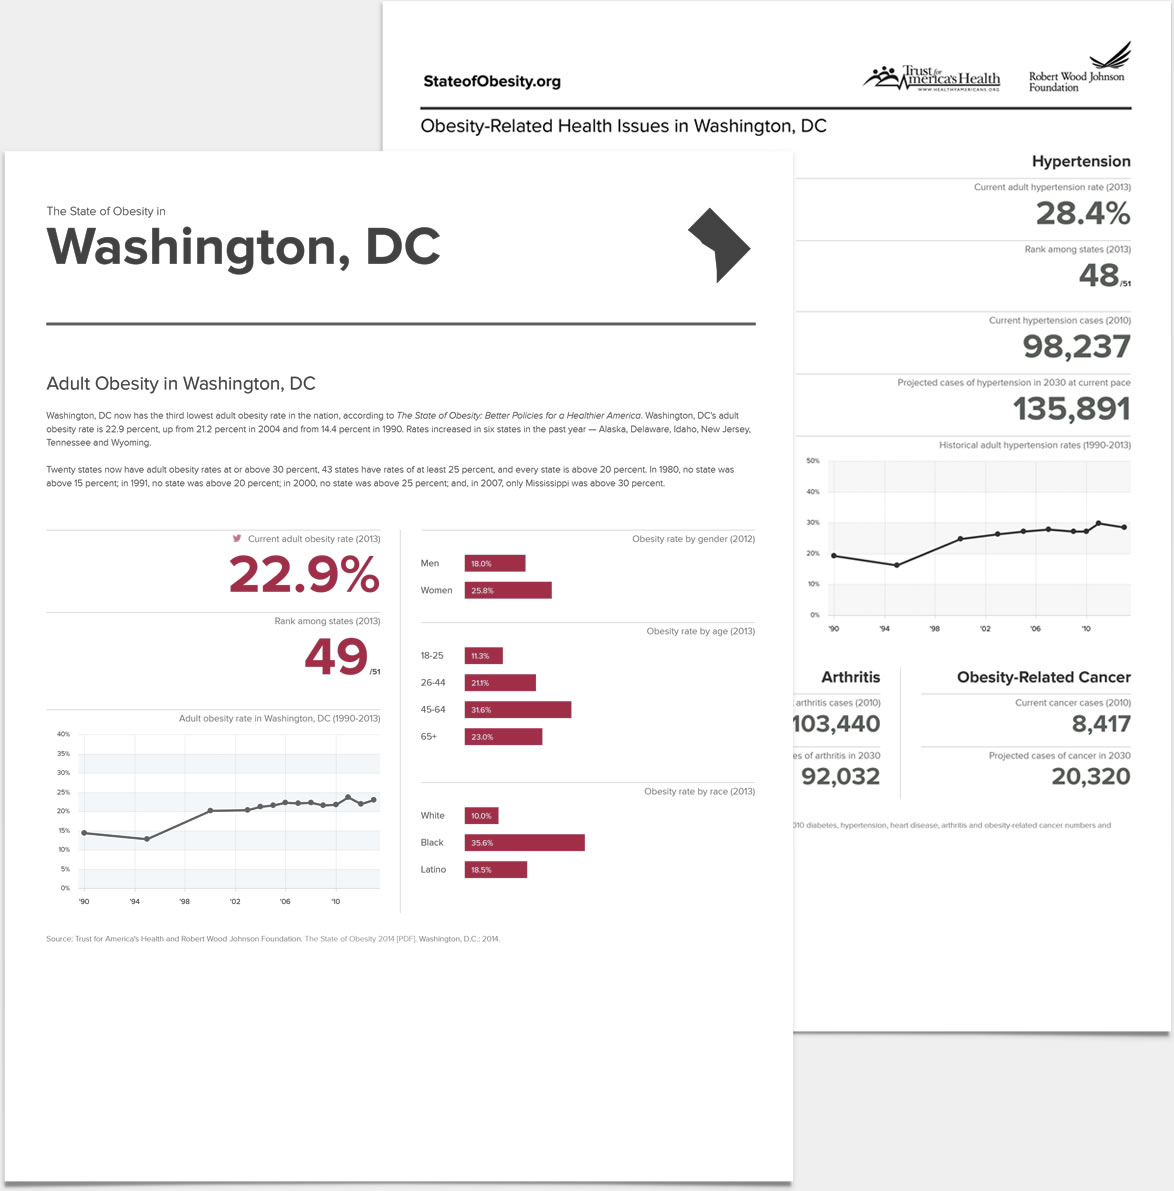 StateofObesity.org
Trust for America's Health
WWW.HEALTHYAMERICANS.ORG
Robert Wood Johnson
Foundation
Obesity-Related Health Issues in Washington, DC
Hypertension
Current adult hypertension rate (2013)
28.4%
Rank among states (2013)
48/51
Current hypertension cases (2010)
98,237
Projected cases of hypertension in 2030 at current pace
135,891
Historical adult hypertension rates (1990-2013)
50%
40%
30%
20%
10%
0%
'90 '94 '98 '02 '06 '10
Arthritis
arthritis cases (2010)
103,440
es of arthritis in 2030
92,032
Obesity-Related Cancer
Current cancer cases (2010)
8,417
Projected cases of cancer in 2030
20,320
010 diabetes, hypertension, heart disease, arthritis and obesity-related cancer numbers and
The State of Obesity in
Washington, DC
Adult Obesity in Washington, DC
Washington, DC now has the third lowest adult obesity rate in the nation, according to The State of Obesity: Better Policies for a Healthier America. Washington, DC's adult
obesity rate is 22.9 percent, up from 21.2 percent in 2004 and from 14.4 percent in 1990. Rates increased in six states in the past year — Alaska, Delaware, Idaho, New Jersey,
Tennessee and Wyoming.
Twenty states now have adult obesity rates at or above 30 percent, 43 states have rates of at least 25 percent, and every state is above 20 percent. In 1980, no state was
above 15 percent; in 1991, no state was above 20 percent; in 2000, no state was above 25 percent; and, in 2007, only Mississippi was above 30 percent.
Current adult obesity rate (2013)
22.9%
Rank among states (2013)
49/51
Adult obesity rate in Washington, DC (1990-2013)
40%
35%
30%
25%
20%
15%
10%
5%
0%
'90 '94 '98 '02 '06 '10
Obesity rate by gender (2012)
Men 18.0%
Women 25.8%
Obesity rate by age (2013)
18-25 11.3%
26-44 21.1%
45-64 31.6%
65+ 23.0%
Obesity rate by race (2013)
White 10.0%
Black 35.6%
Latino 18.5%
Source: Trust for America's Health and Robert Wood Johnson Foundation. The State of Obesity 2014 [PDF]. Washington, D.C.: 2014.